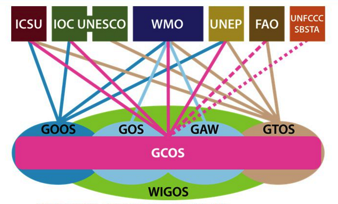 ICSU IOC UNESCO WMO UNEP FAO UNFCCC
SBSTA
GOOS GOS GAW GTOS
GCOS
WIGOS